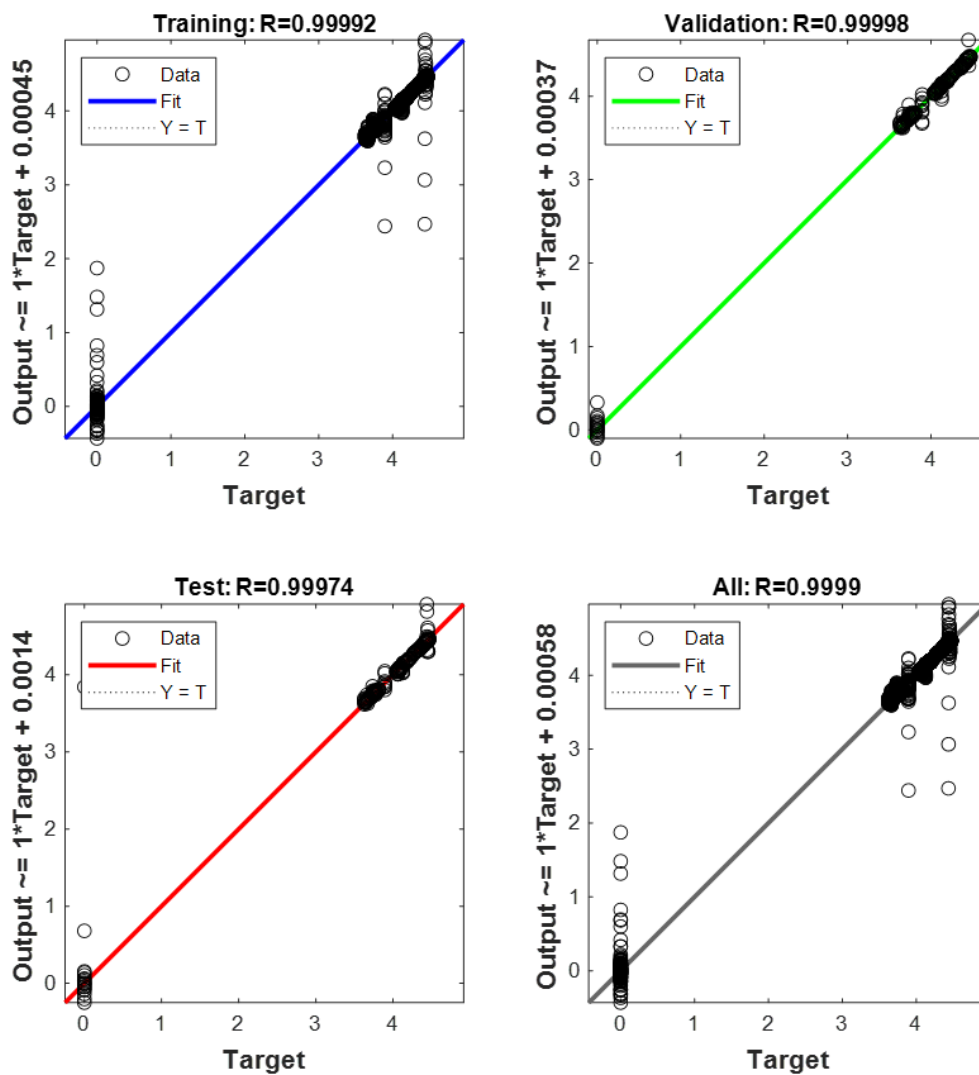 Training: R=0.99992
Output ~= 1*Target + 0.00045
Data
Fit
Y = T
4
3
2
1
0
0 1 2 3 4
Target
Validation: R=0.99998
Output ~= 1*Target + 0.00037
Data
Fit
Y = T
4
3
2
1
0
0 1 2 3 4
Target
Test: R=0.99974
Output ~= 1*Target + 0.0014
Data
Fit
Y = T
4
3
2
1
0
0 1 2 3 4
Target
All: R=0.9999
Output ~= 1*Target + 0.00058
Data
Fit
Y = T
4
3
2
1
0
0 1 2 3 4
Target